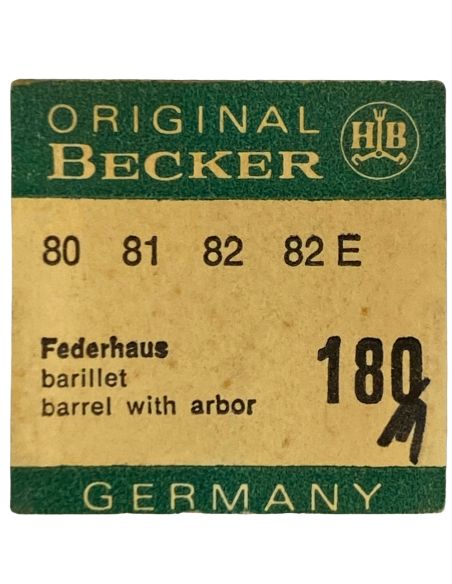 ORIGINAL
BECKER
HB
80 81 82 82 E
Federhaus
barillet
barrel with arbor
180
GERMANY